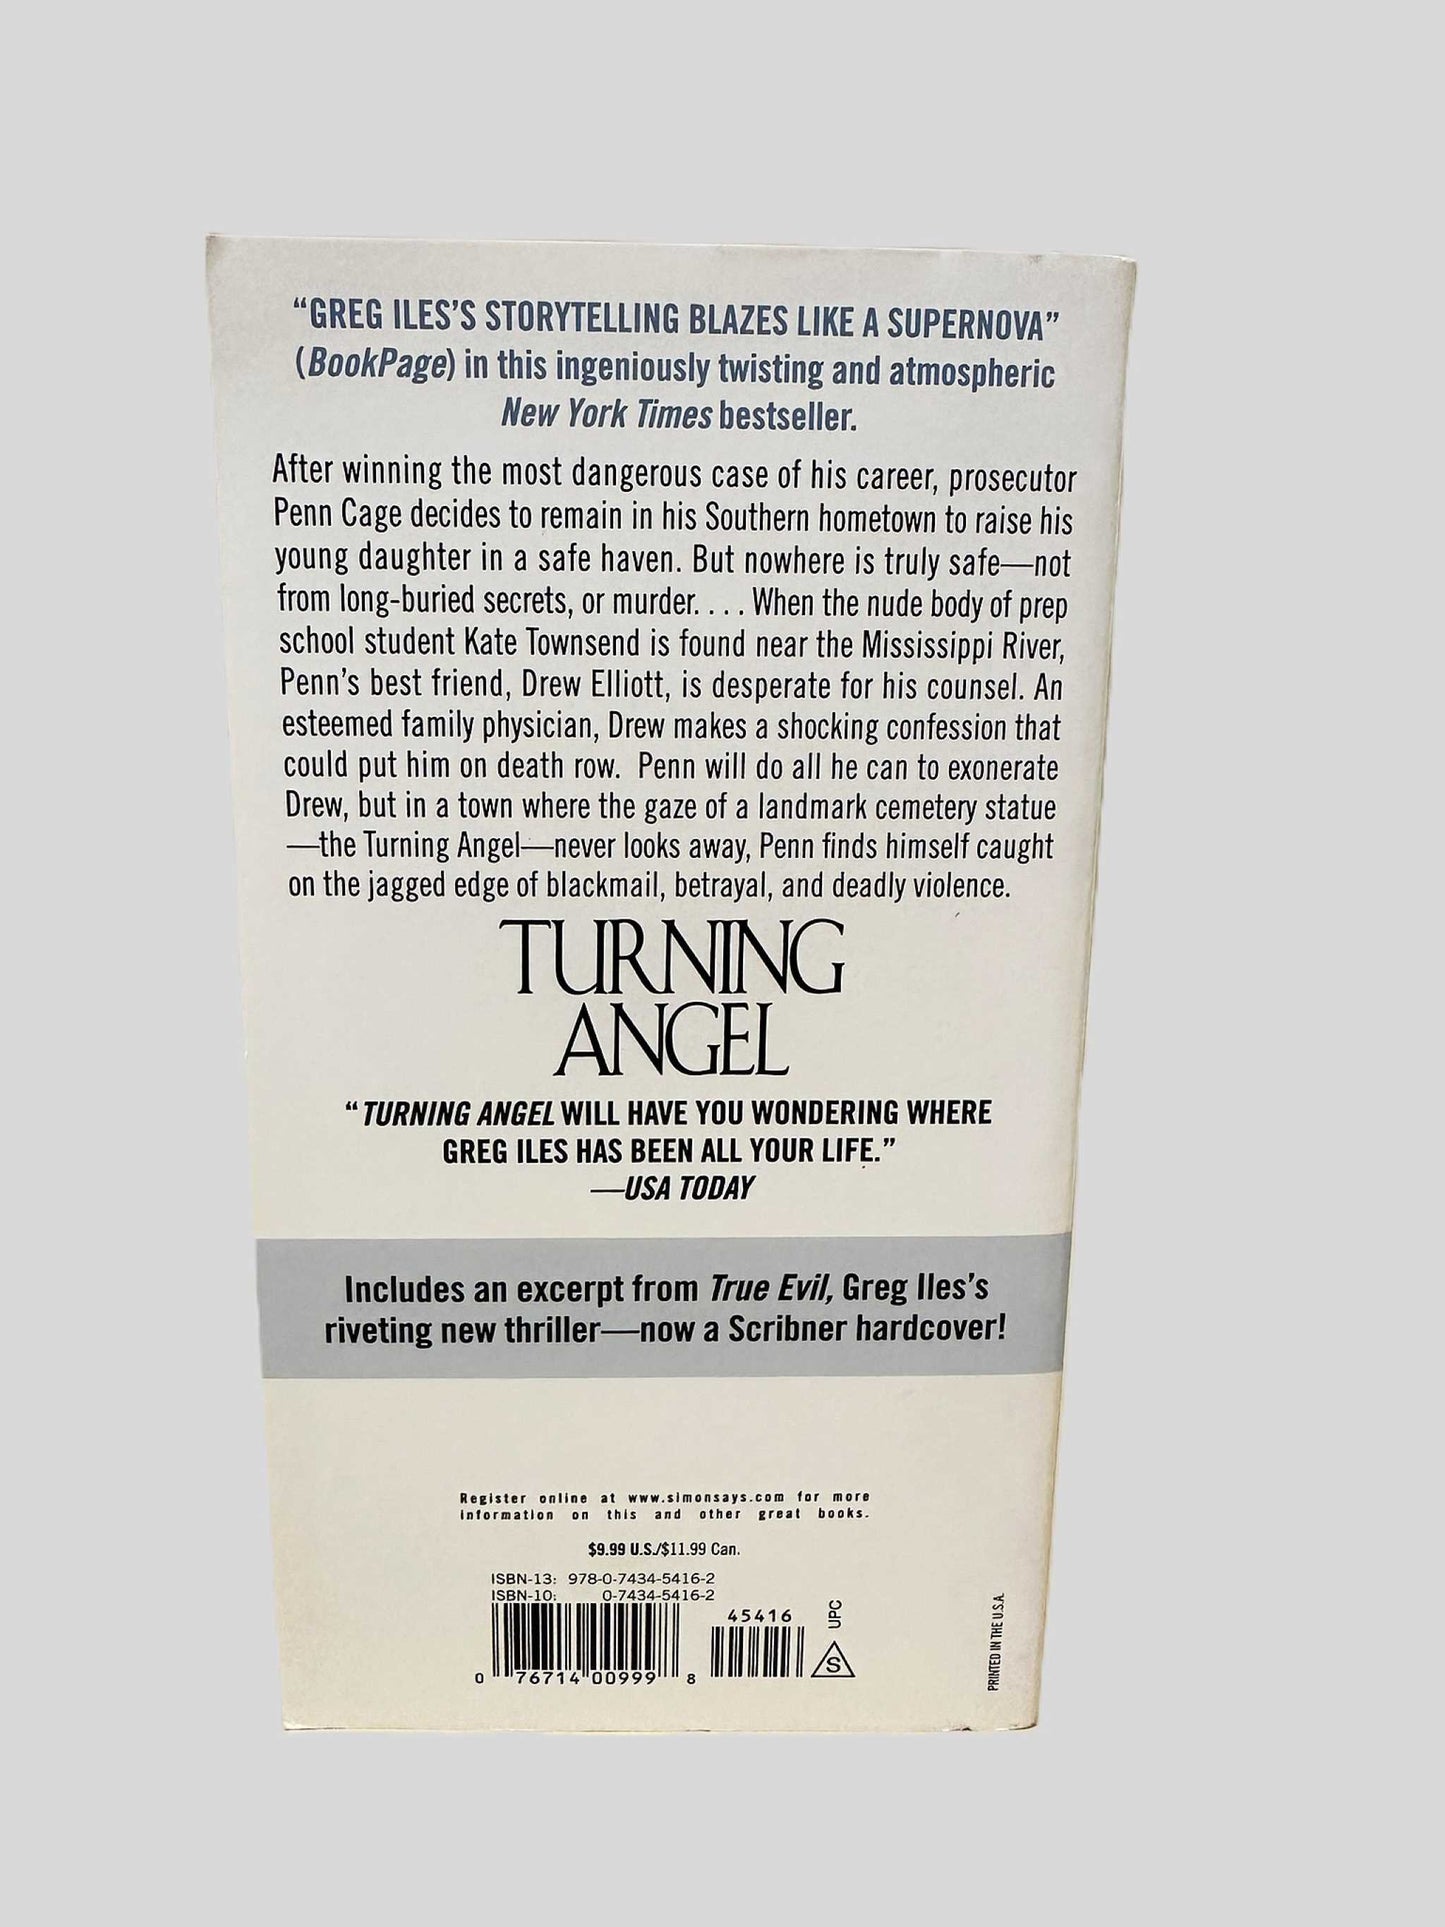 “GREG ILES’S STORYTELLING BLAZES LIKE A SUPERNOVA”
(BookPage) in this ingeniously twisting and atmospheric
New York Times bestseller.
After winning the most dangerous case of his career, prosecutor
Penn Cage decides to remain in his Southern hometown to raise his
young daughter in a safe haven. But nowhere is truly safe—not
from long-buried secrets, or murder. . . . When the nude body of prep
school student Kate Townsend is found near the Mississippi River,
Penn’s best friend, Drew Elliott, is desperate for his counsel. An
esteemed family physician, Drew makes a shocking confession that
could put him on death row. Penn will do all he can to exonerate
Drew, but in a town where the gaze of a landmark cemetery statue
—the Turning Angel—never looks away, Penn finds himself caught
on the jagged edge of blackmail, betrayal, and deadly violence.
TURNING
ANGEL
“TURNING ANGEL WILL HAVE YOU WONDERING WHERE
GREG ILES HAS BEEN ALL YOUR LIFE.”
—USA TODAY
Includes an excerpt from True Evil, Greg Iles’s
riveting new thriller—now a Scribner hardcover!
Register online at www.simonsays.com for more
information on this and other great books.
$9.99 U.S./$11.99 Can.
ISBN-13: 978-0-7434-5416-2
ISBN-10: 0-7434-5416-2
45416
UPC
S
0 76714 00999 8
PRINTED IN THE U.S.A.